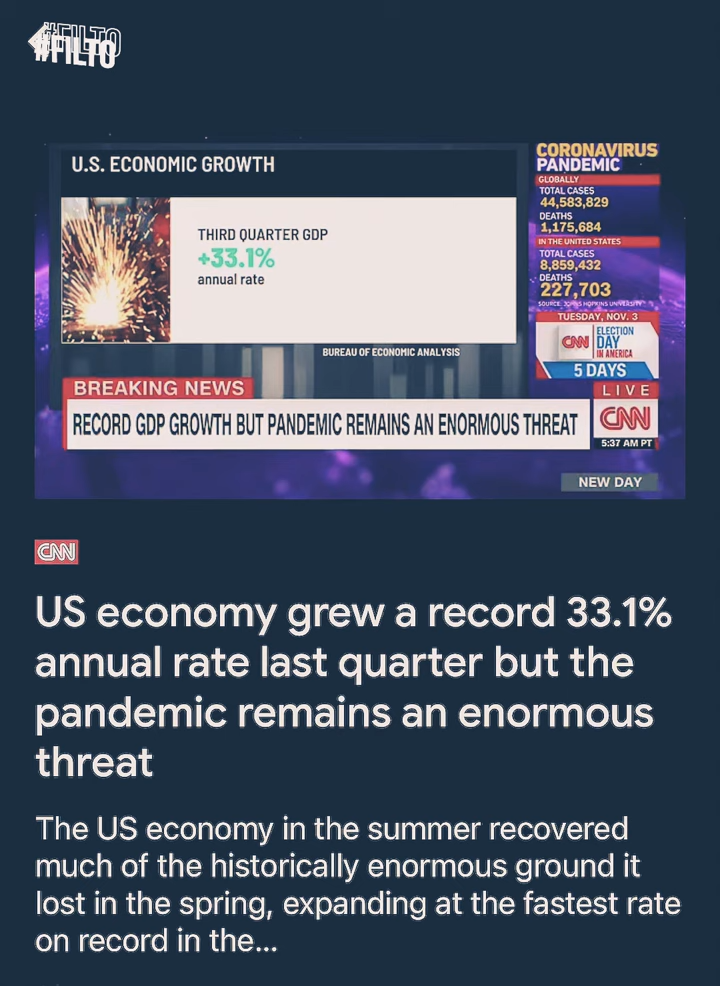 #FILTO
#FILTO
U.S. ECONOMIC GROWTH
THIRD QUARTER GDP
+33.1%
annual rate
BUREAU OF ECONOMIC ANALYSIS
CORONAVIRUS
PANDEMIC
GLOBALLY
TOTAL CASES
44,583,829
DEATHS
1,175,684
IN THE UNITED STATES
TOTAL CASES
8,859,432
DEATHS
227,703
SOURCE: JOHNS HOPKINS UNIVERSITY
TUESDAY, NOV. 3
CNN
ELECTION
DAY
IN AMERICA
5 DAYS
BREAKING NEWS
RECORD GDP GROWTH BUT PANDEMIC REMAINS AN ENORMOUS THREAT
LIVE
CNN
5:37 AM PT
NEW DAY
CNN
US economy grew a record 33.1%
annual rate last quarter but the
pandemic remains an enormous
threat
The US economy in the summer recovered
much of the historically enormous ground it
lost in the spring, expanding at the fastest rate
on record in the...